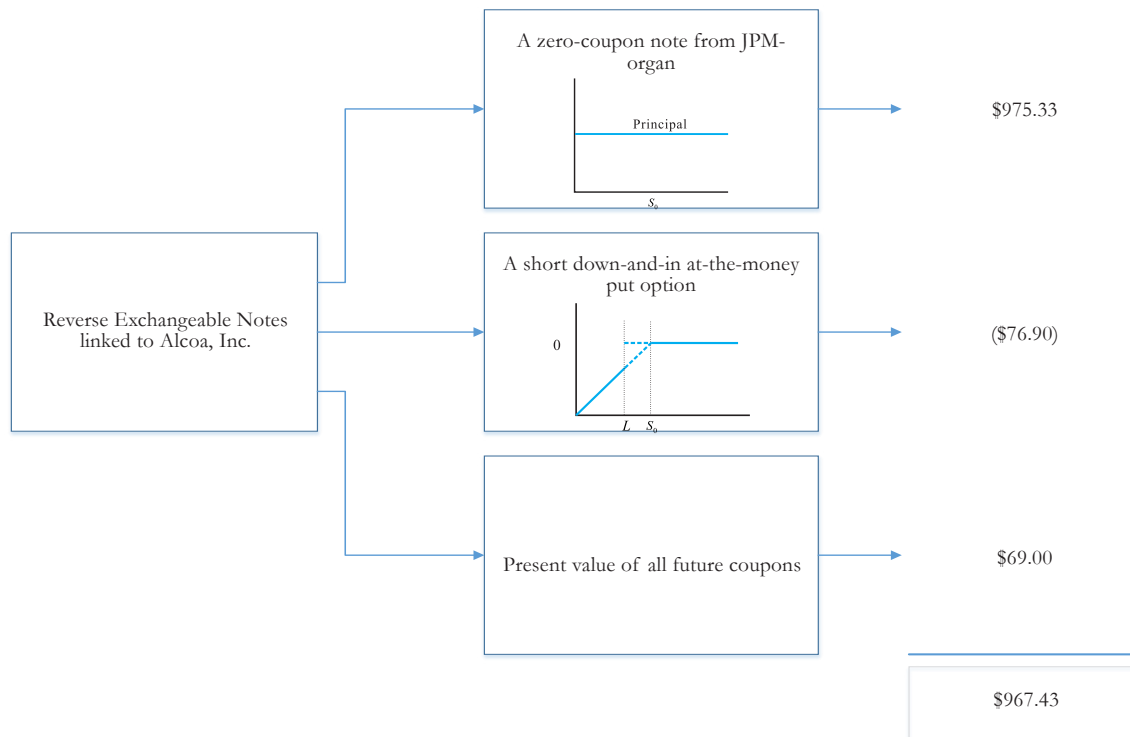 A zero-coupon note from JPM-
organ
Principal
S₀
$975.33
Reverse Exchangeable Notes
linked to Alcoa, Inc.
A short down-and-in at-the-money
put option
0
L S₀
($76.90)
Present value of all future coupons
$69.00
$967.43